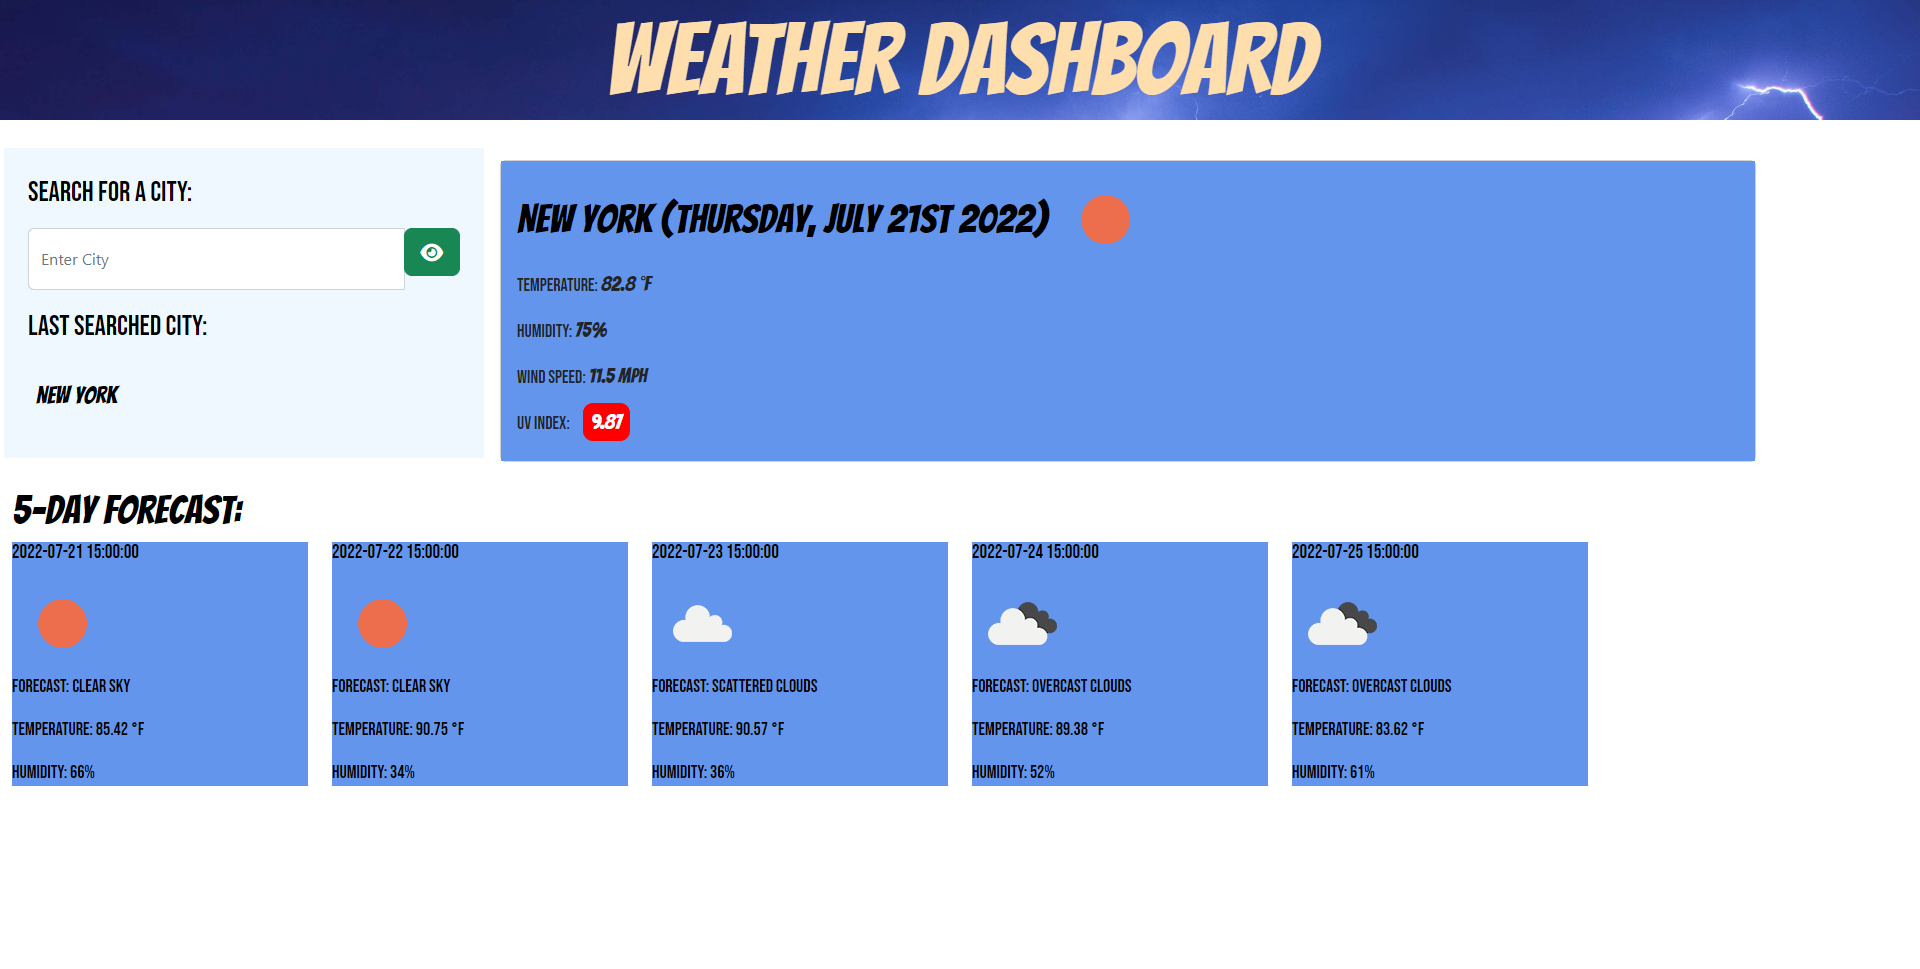 WEATHER DASHBOARD
SEARCH FOR A CITY:
Enter City
LAST SEARCHED CITY:
NEW YORK
NEW YORK (THURSDAY, JULY 21ST 2022)
TEMPERATURE: 82.8 °F
HUMIDITY: 75%
WIND SPEED: 11.5 MPH
UV INDEX: 9.87
5-DAY FORECAST:
2022-07-21 15:00:00
FORECAST: CLEAR SKY
TEMPERATURE: 85.42 °F
HUMIDITY: 66%
2022-07-22 15:00:00
FORECAST: CLEAR SKY
TEMPERATURE: 90.75 °F
HUMIDITY: 34%
2022-07-23 15:00:00
FORECAST: SCATTERED CLOUDS
TEMPERATURE: 90.57 °F
HUMIDITY: 36%
2022-07-24 15:00:00
FORECAST: OVERCAST CLOUDS
TEMPERATURE: 89.38 °F
HUMIDITY: 52%
2022-07-25 15:00:00
FORECAST: OVERCAST CLOUDS
TEMPERATURE: 83.62 °F
HUMIDITY: 61%